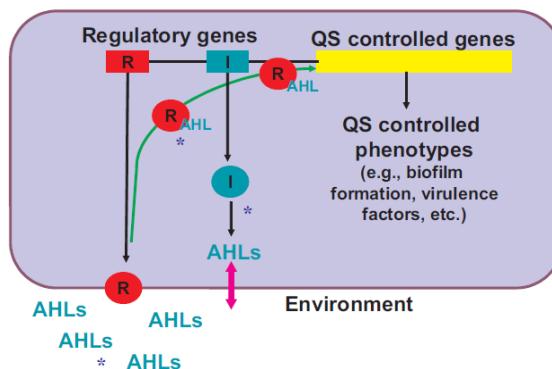 Regulatory genes
QS controlled genes
R
I
R
AHL
R
AHL
*
QS controlled
phenotypes
(e.g., biofilm
formation, virulence
factors, etc.)
I
*
AHLs
R
Environment
AHLs
AHLs
AHLs
*
AHLs